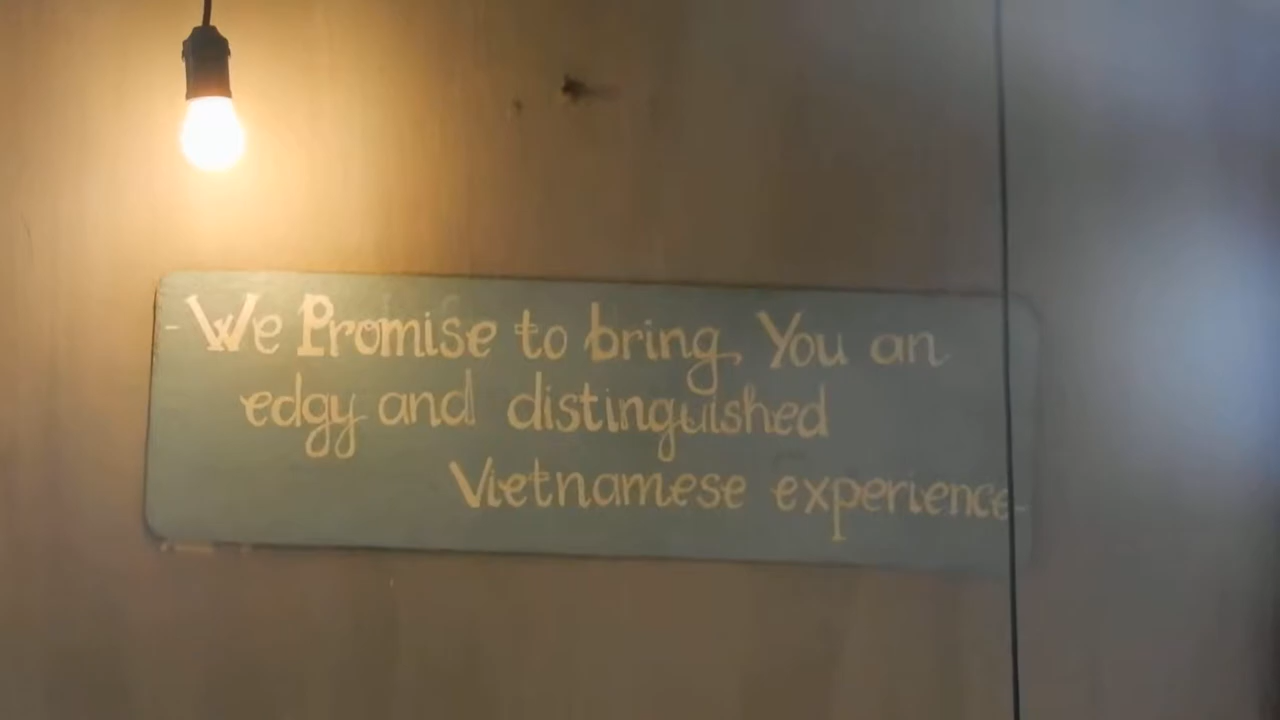 - We Promise to bring You an
edgy and distinguished
Vietnamese experience-